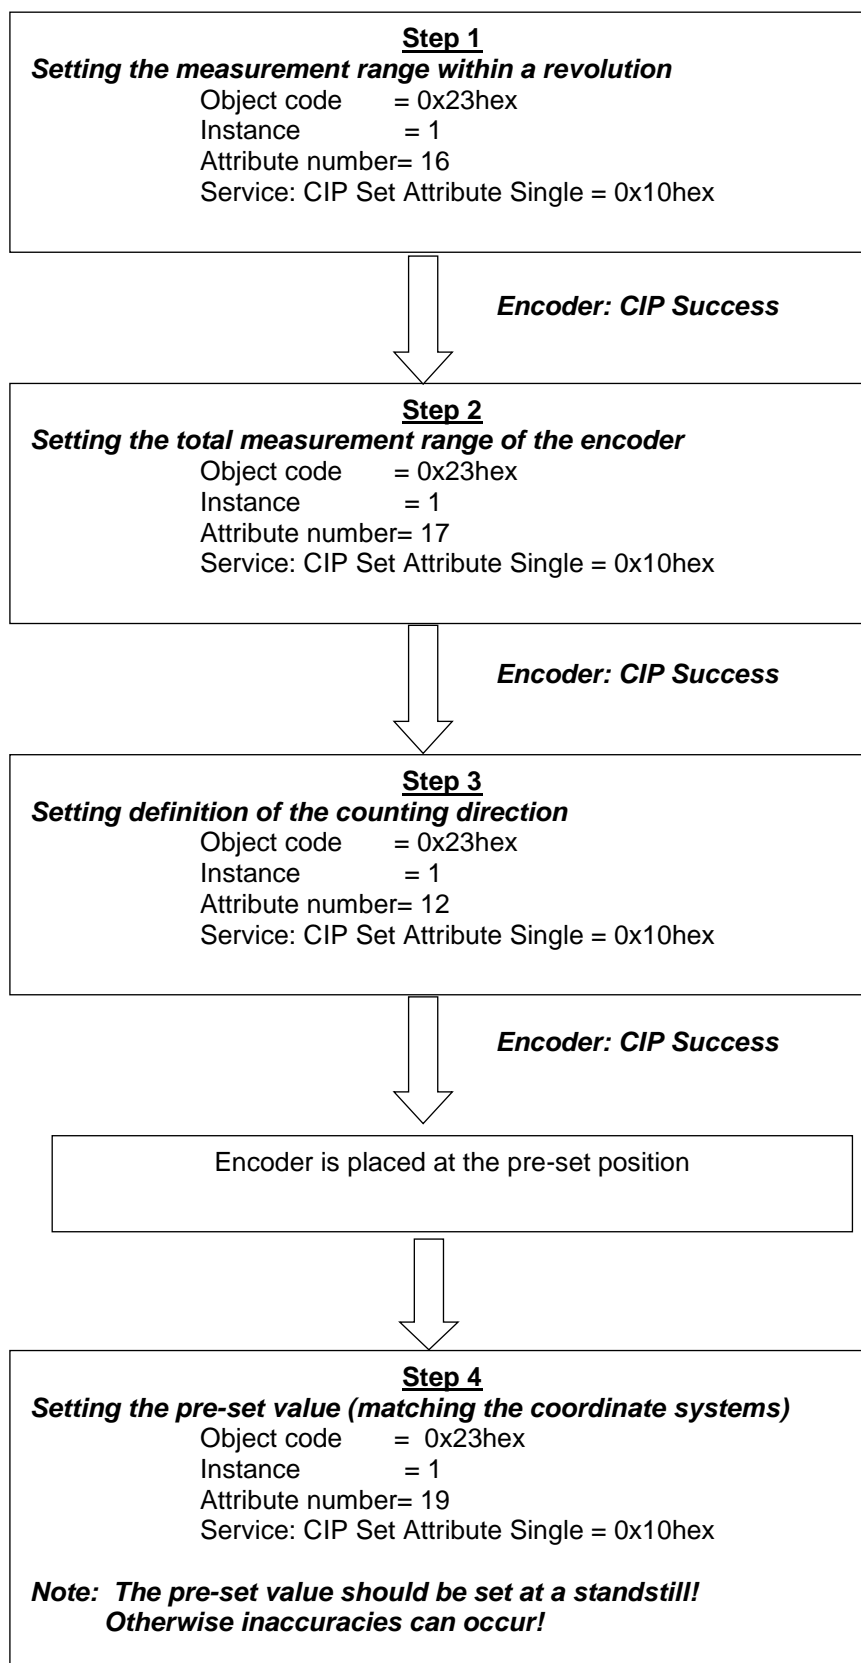 Step 1
Setting the measurement range within a revolution
Object code = 0x23hex
Instance = 1
Attribute number= 16
Service: CIP Set Attribute Single = 0x10hex
Encoder: CIP Success
Step 2
Setting the total measurement range of the encoder
Object code = 0x23hex
Instance = 1
Attribute number= 17
Service: CIP Set Attribute Single = 0x10hex
Encoder: CIP Success
Step 3
Setting definition of the counting direction
Object code = 0x23hex
Instance = 1
Attribute number= 12
Service: CIP Set Attribute Single = 0x10hex
Encoder: CIP Success
Encoder is placed at the pre-set position
Step 4
Setting the pre-set value (matching the coordinate systems)
Object code = 0x23hex
Instance = 1
Attribute number= 19
Service: CIP Set Attribute Single = 0x10hex
Note: The pre-set value should be set at a standstill!
Otherwise inaccuracies can occur!